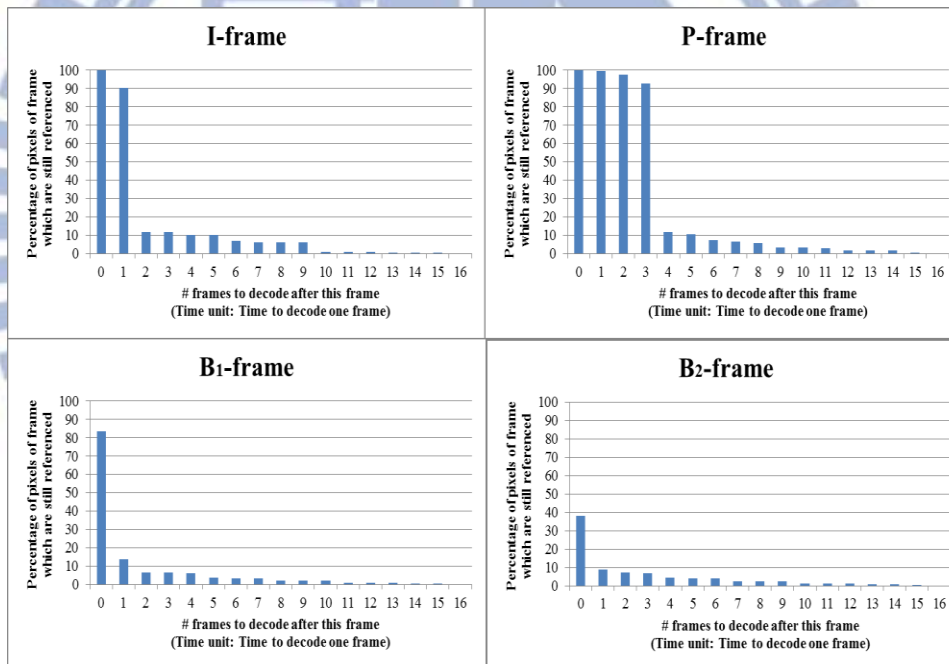 I-frame
Percentage of pixels of frame
which are still referenced
100
90
80
70
60
50
40
30
20
10
0
0 1 2 3 4 5 6 7 8 9 10 11 12 13 14 15 16
# frames to decode after this frame
(Time unit: Time to decode one frame)
P-frame
Percentage of pixels of frame
which are still referenced
100
90
80
70
60
50
40
30
20
10
0
0 1 2 3 4 5 6 7 8 9 10 11 12 13 14 15 16
# frames to decode after this frame
(Time unit: Time to decode one frame)
B1-frame
Percentage of pixels of frame
which are still referenced
100
90
80
70
60
50
40
30
20
10
0
0 1 2 3 4 5 6 7 8 9 10 11 12 13 14 15 16
# frames to decode after this frame
(Time unit: Time to decode one frame)
B2-frame
Percentage of pixels of frame
which are still referenced
100
90
80
70
60
50
40
30
20
10
0
0 1 2 3 4 5 6 7 8 9 10 11 12 13 14 15 16
# frames to decode after this frame
(Time unit: Time to decode one frame)